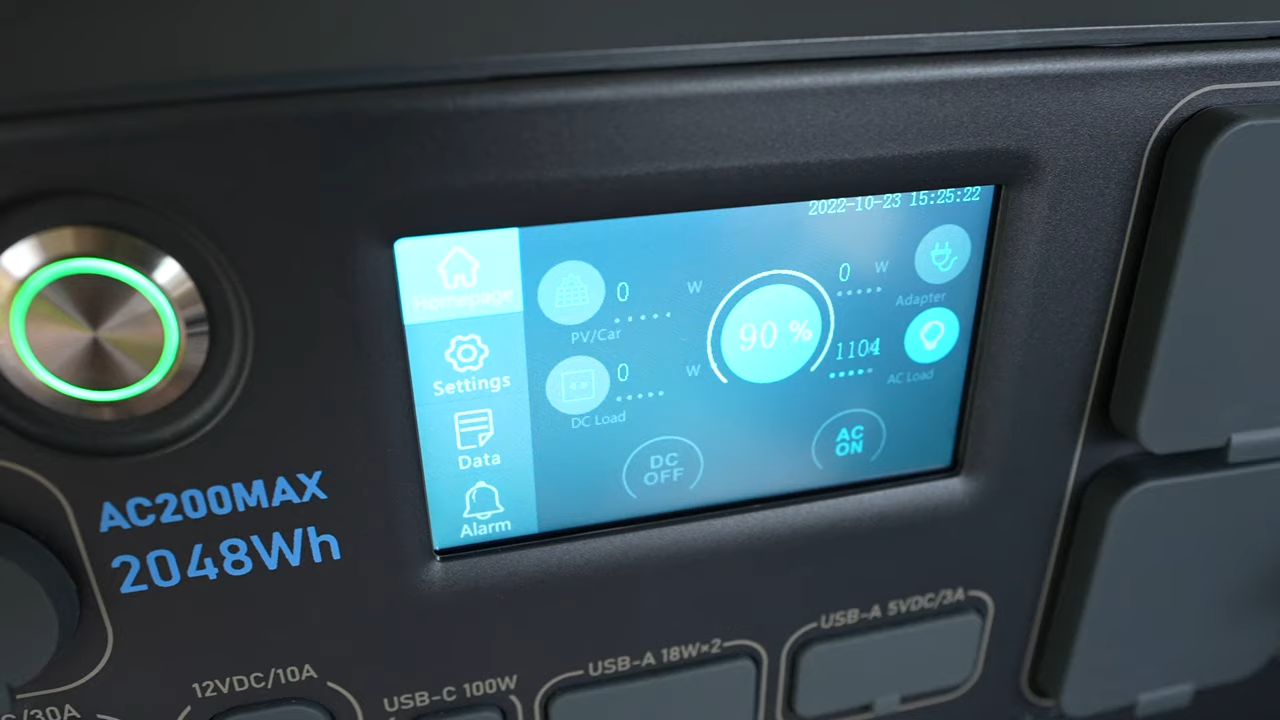 2022-10-23 15:25:22
Homepage
Settings
Data
Alarm
0 W
PV/Car
0 W
DC Load
90 %
0 W
Adapter
1104
AC Load
DC
OFF
AC
ON
AC200MAX
2048Wh
12VDC/10A
USB-C 100W
USB-A 18W×2
USB-A 5VDC/3A
/30A